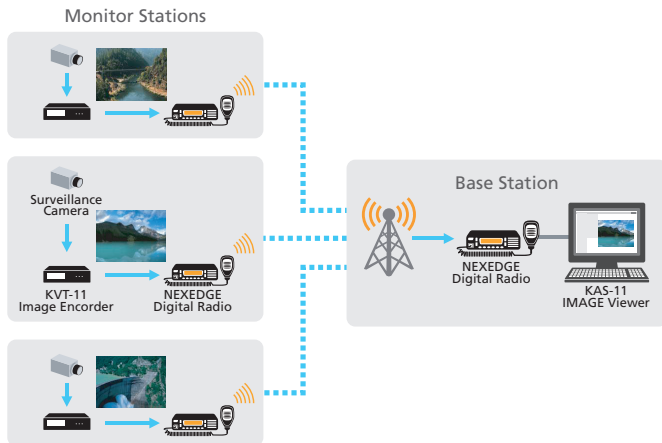 Monitor Stations
Surveillance
Camera
KVT-11
Image Encorder
NEXEDGE
Digital Radio
Base Station
NEXEDGE
Digital Radio
KAS-11
IMAGE Viewer